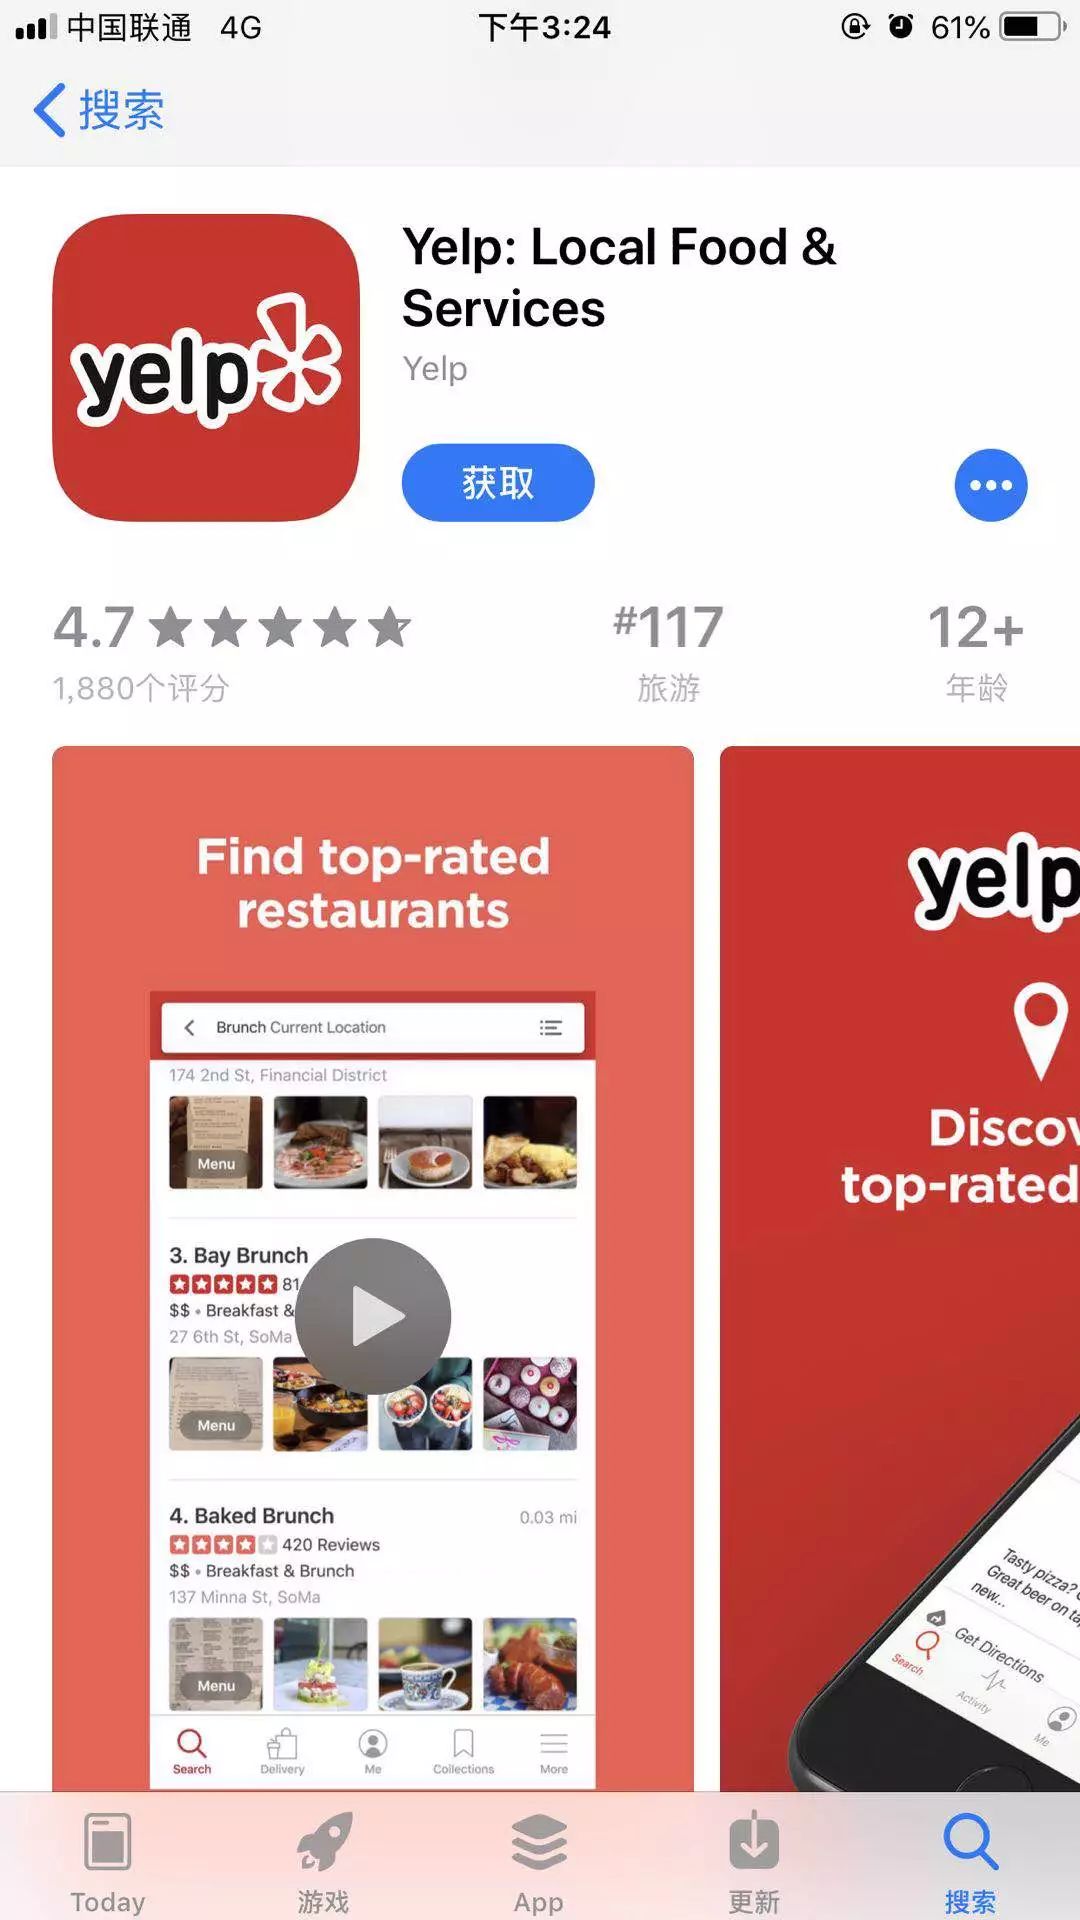 中国联通 4G 下午3:24 61%
搜索
yelp
Yelp: Local Food &
Services
Yelp
获取
4.7 #117 12+
1,880个评分 旅游 年龄
Find top-rated
restaurants
Brunch Current Location
174 2nd St, Financial District
Menu
3. Bay Brunch
81
$$ • Breakfast &
27 6th St, SoMa
Menu
4. Baked Brunch 0.03 mi
420 Reviews
$$ • Breakfast & Brunch
137 Minna St, SoMa
Menu
Search Delivery Me Collections More
yelp
Discov
top-rated
Tasty pizza?
Great beer on ta
new...
Get Directions
Search Activity Me
Today 游戏 App 更新 搜索